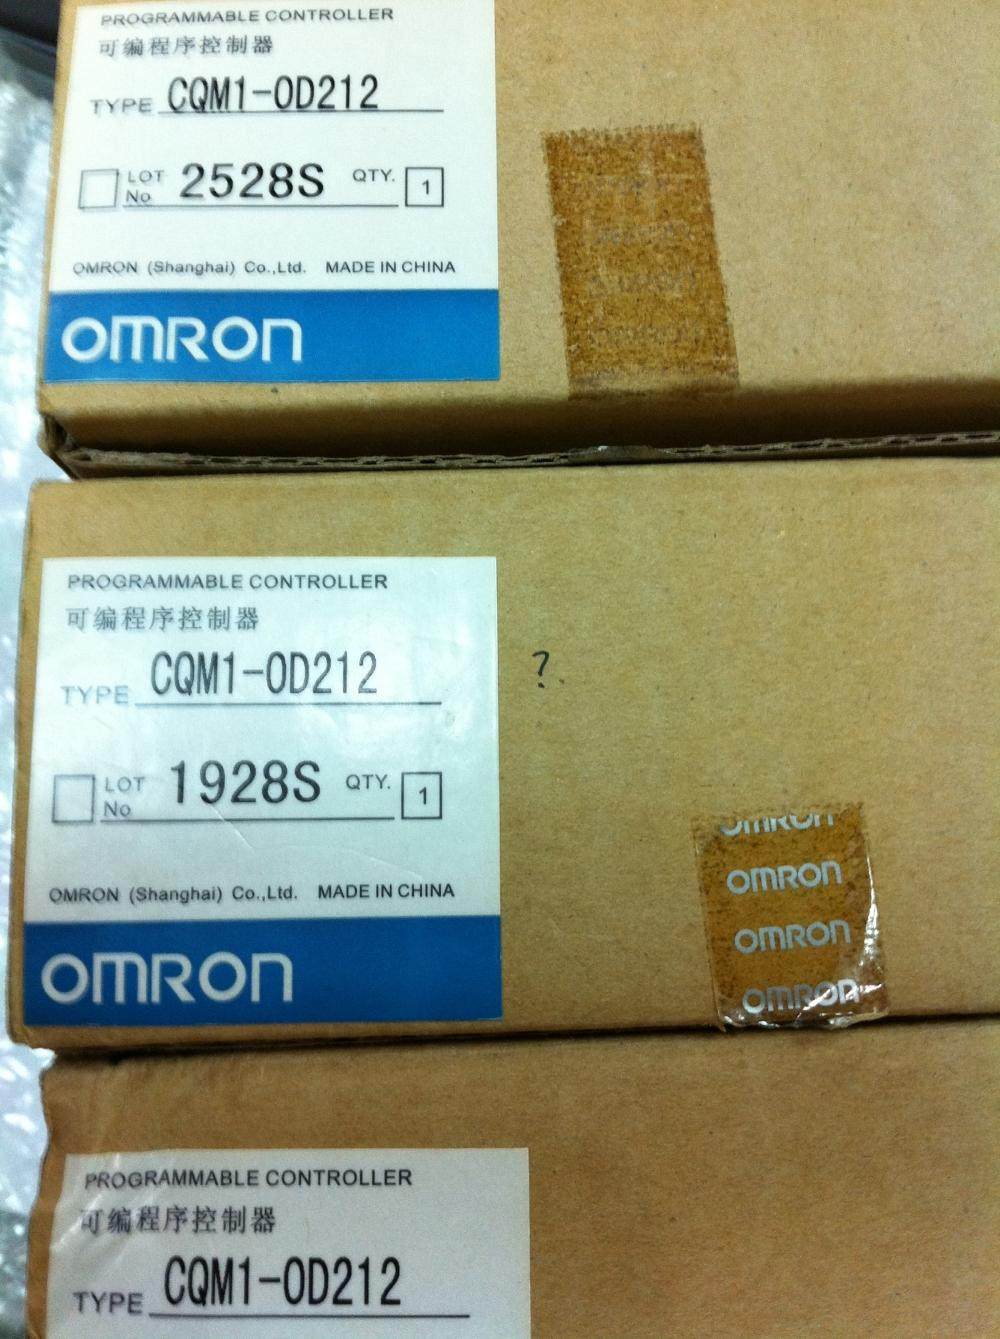 PROGRAMMABLE CONTROLLER
可编程序控制器
TYPE CQM1-OD212
LOT No 2528S QTY. 1
OMRON (Shanghai) Co.,Ltd. MADE IN CHINA
OMRON
PROGRAMMABLE CONTROLLER
可编程序控制器
TYPE CQM1-OD212
?
LOT No 1928S QTY. 1
OMRON (Shanghai) Co.,Ltd. MADE IN CHINA
OMRON
OMRON
OMRON
OMRON
OMRON
PROGRAMMABLE CONTROLLER
可编程序控制器
TYPE CQM1-OD212